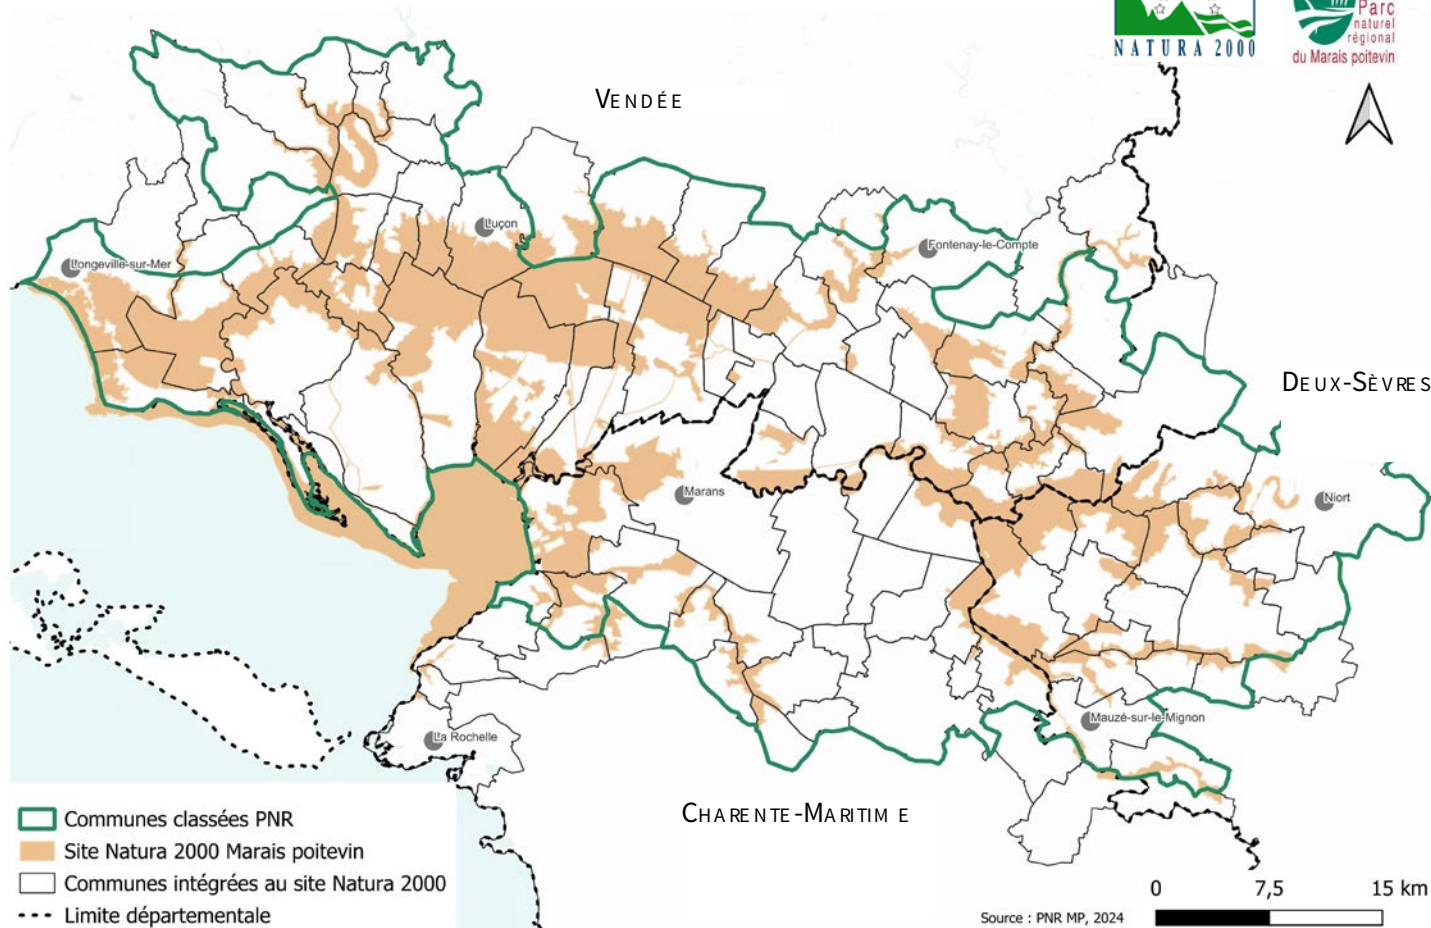 NATURA 2000
Parc
naturel
régional
du Marais poitevin
VENDÉE
Luçon
Fontenay-le-Compte
Longeville-sur-Mer
DEUX-SÈVRES
Marans
Niort
Mauzé-sur-le-Mignon
La Rochelle
CHARENTE-MARITIME
Communes classées PNR
Site Natura 2000 Marais poitevin
Communes intégrées au site Natura 2000
Limite départementale
0 7,5 15 km
Source : PNR MP, 2024